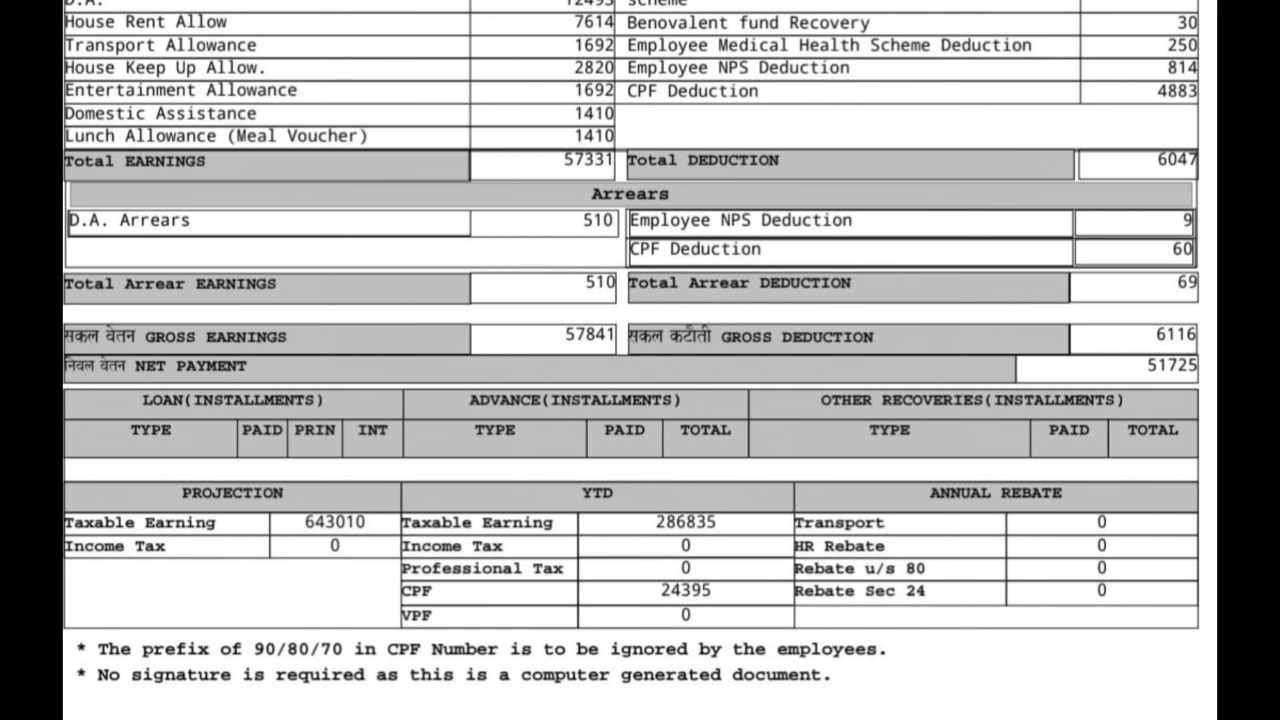 D.A. 12493 scheme
House Rent Allow 7614 Benovalent fund Recovery 30
Transport Allowance 1692 Employee Medical Health Scheme Deduction 250
House Keep Up Allow. 2820 Employee NPS Deduction 814
Entertainment Allowance 1692 CPF Deduction 4883
Domestic Assistance 1410
Lunch Allowance (Meal Voucher) 1410
Total EARNINGS 57331 Total DEDUCTION 6047
Arrears
D.A. Arrears 510 Employee NPS Deduction 9
CPF Deduction 60
Total Arrear EARNINGS 510 Total Arrear DEDUCTION 69
सकल वेतन GROSS EARNINGS 57841 सकल कटौती GROSS DEDUCTION 6116
निवल वेतन NET PAYMENT 51725
LOAN(INSTALLMENTS) ADVANCE(INSTALLMENTS) OTHER RECOVERIES(INSTALLMENTS)
TYPE PAID PRIN INT TYPE PAID TOTAL TYPE PAID TOTAL
PROJECTION YTD ANNUAL REBATE
Taxable Earning 643010 Taxable Earning 286835 Transport 0
Income Tax 0 Income Tax 0 HR Rebate 0
Professional Tax 0 Rebate u/s 80 0
CPF 24395 Rebate Sec 24 0
VPF 0
* The prefix of 90/80/70 in CPF Number is to be ignored by the employees.
* No signature is required as this is a computer generated document.